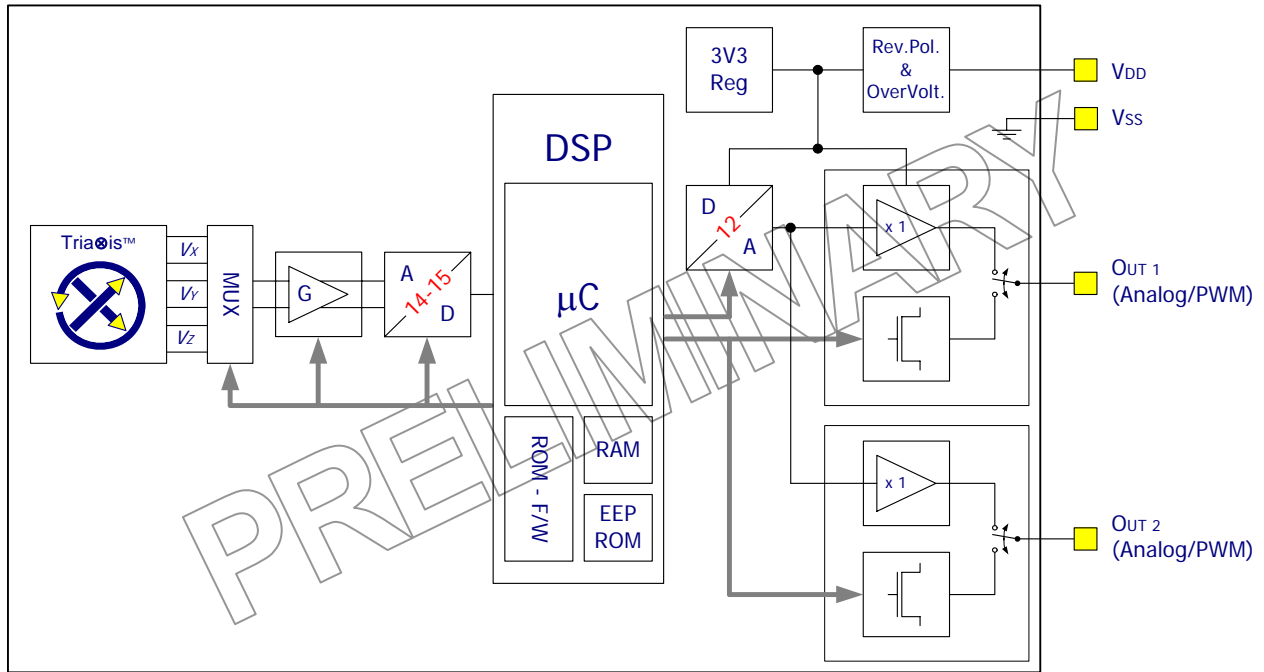 3V3
Reg
Rev.Pol.
&
OverVolt.
VDD
VSS
DSP
µC
ROM - F/W
RAM
EEP
ROM
Tria⊗is™
VX
VY
VZ
MUX
G
A
14-15
D
D
12
A
x 1
OUT 1
(Analog/PWM)
x 1
OUT 2
(Analog/PWM)
PRELIMINARY